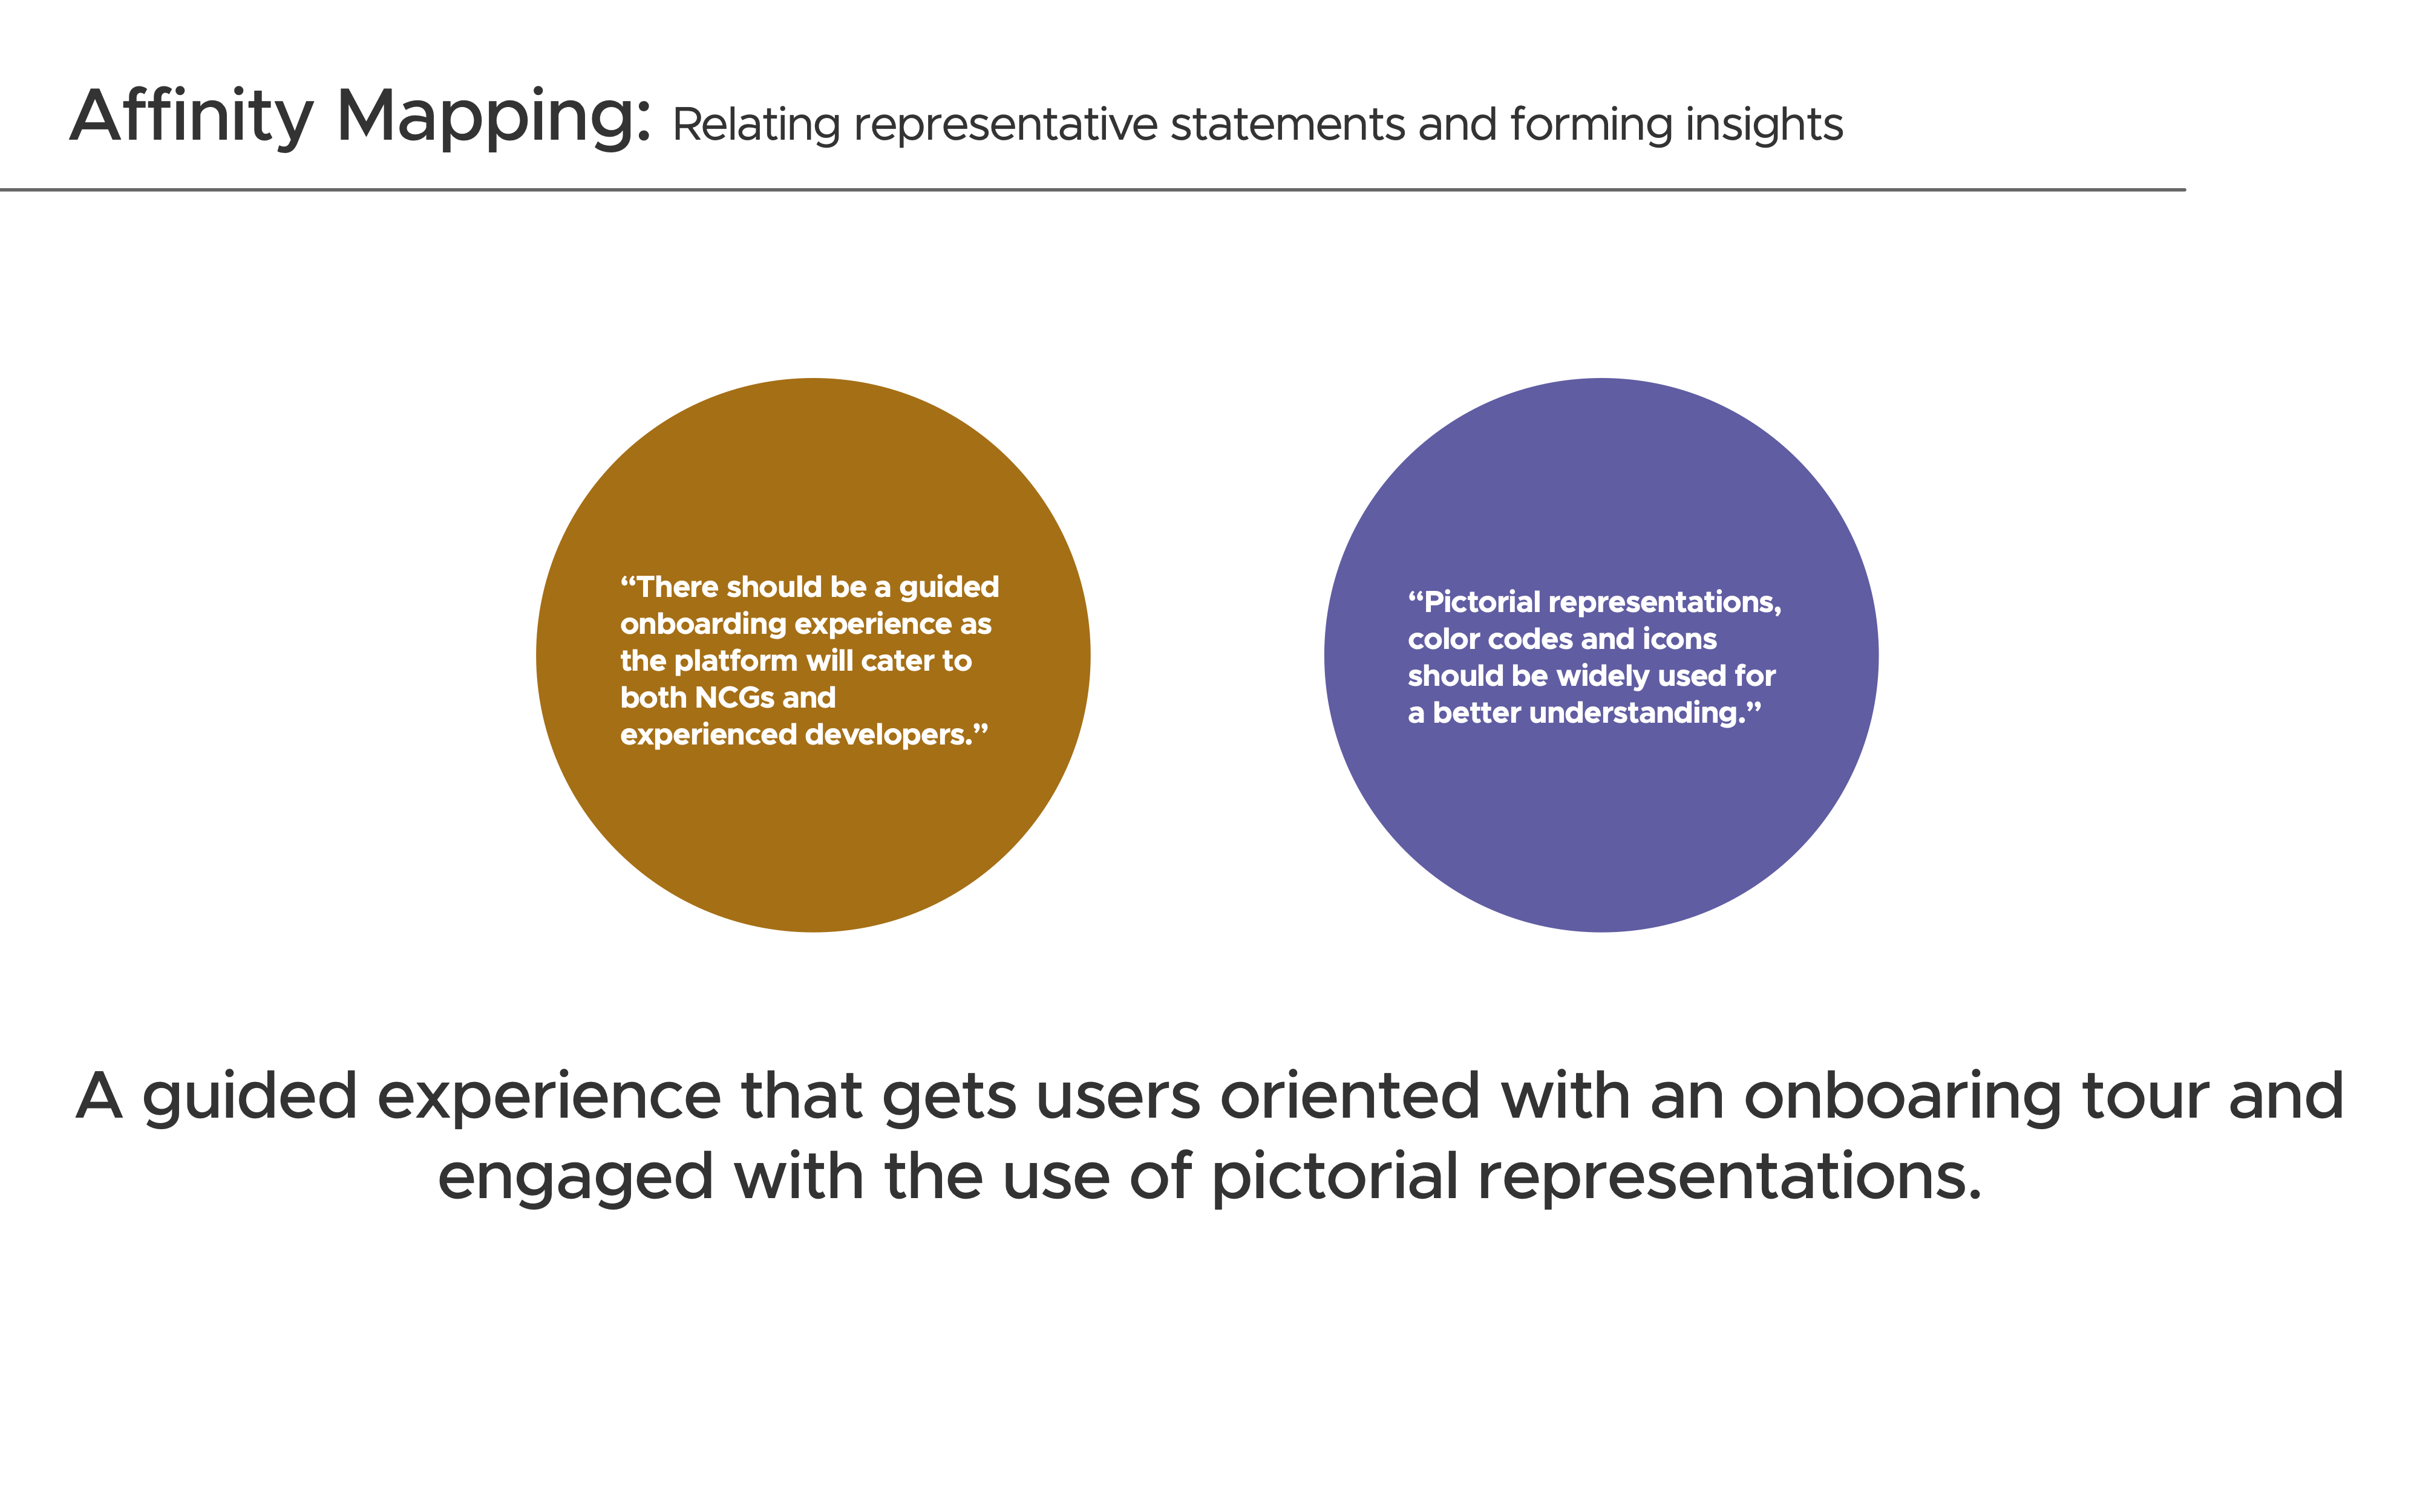 Affinity Mapping: Relating representative statements and forming insights
“There should be a guided
onboarding experience as
the platform will cater to
both NCGs and
experienced developers.”
“Pictorial representations,
color codes and icons
should be widely used for
a better understanding.”
A guided experience that gets users oriented with an onboaring tour and
engaged with the use of pictorial representations.